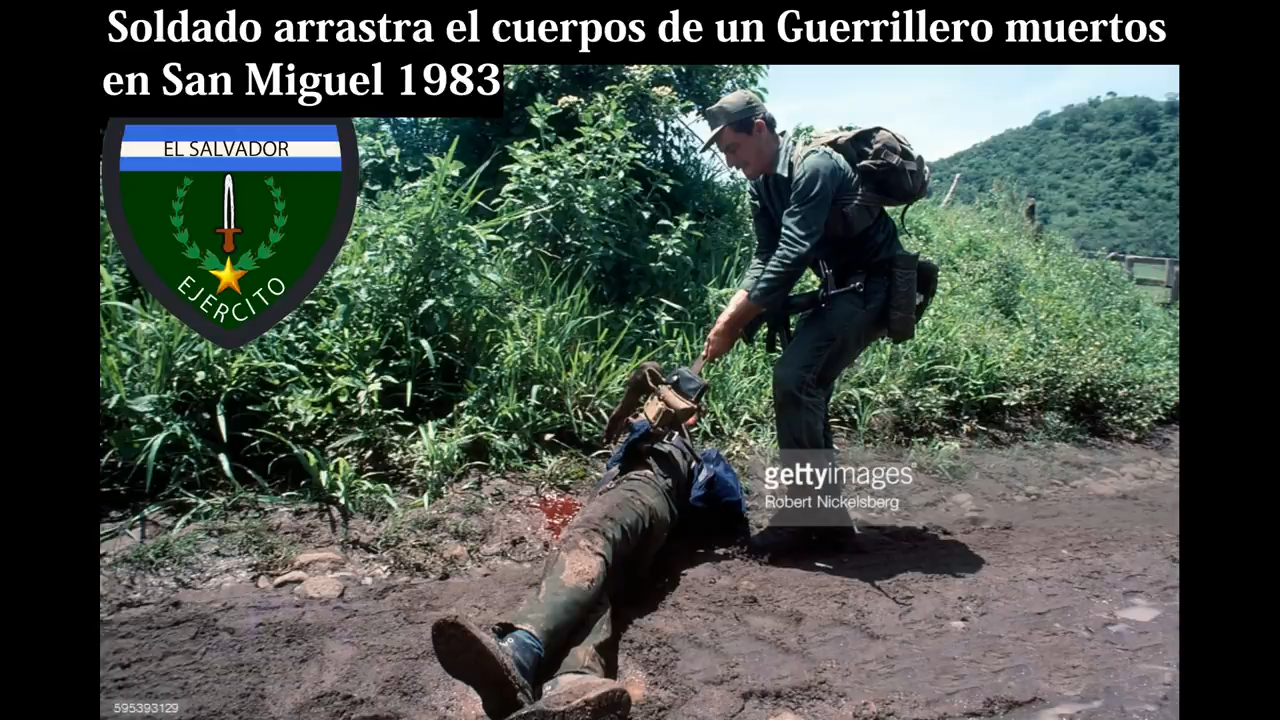 Soldado arrastra el cuerpos de un Guerrillero muertos
en San Miguel 1983
EL SALVADOR
EJERCITO
gettyimages
Robert Nickelsberg
595393129